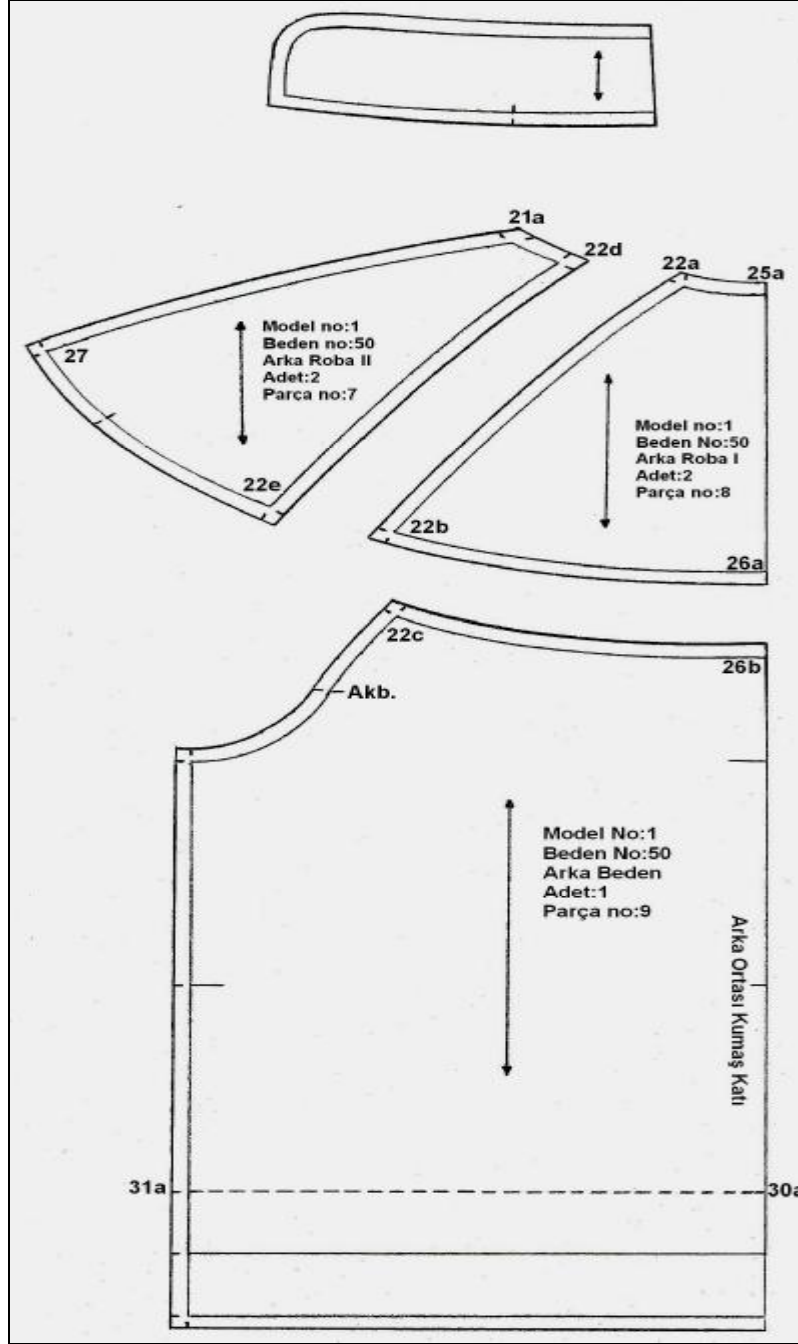 21a
22d
22a
25a
27
Model no:1
Beden no:50
Arka Roba II
Adet:2
Parça no:7
22e
Model no:1
Beden No:50
Arka Roba I
Adet:2
Parça no:8
22b
26a
22c
26b
Akb.
Model No:1
Beden No:50
Arka Beden
Adet:1
Parça no:9
Arka Ortası Kumaş Katı
31a
30a